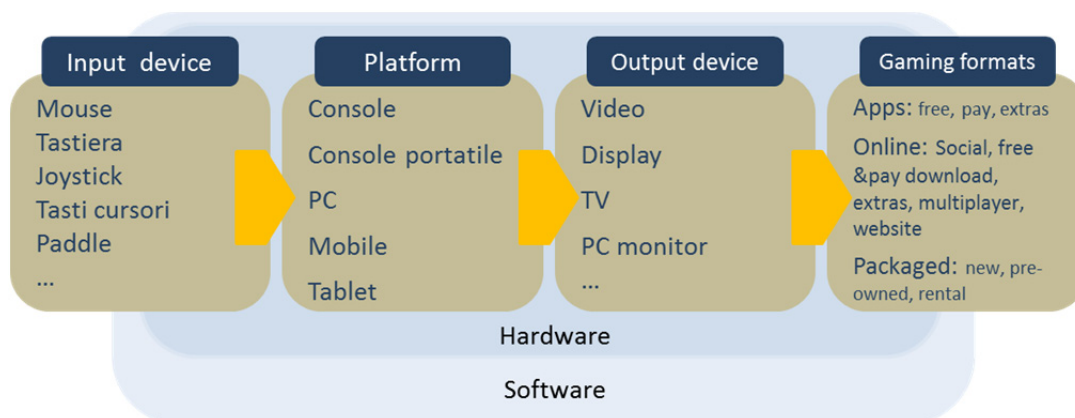 Input device
Mouse
Tastiera
Joystick
Tasti cursori
Paddle
...
Platform
Console
Console portatile
PC
Mobile
Tablet
Output device
Video
Display
TV
PC monitor
...
Gaming formats
Apps: free, pay, extras
Online: Social, free
&pay download,
extras, multiplayer,
website
Packaged: new, pre-
owned, rental
Hardware
Software